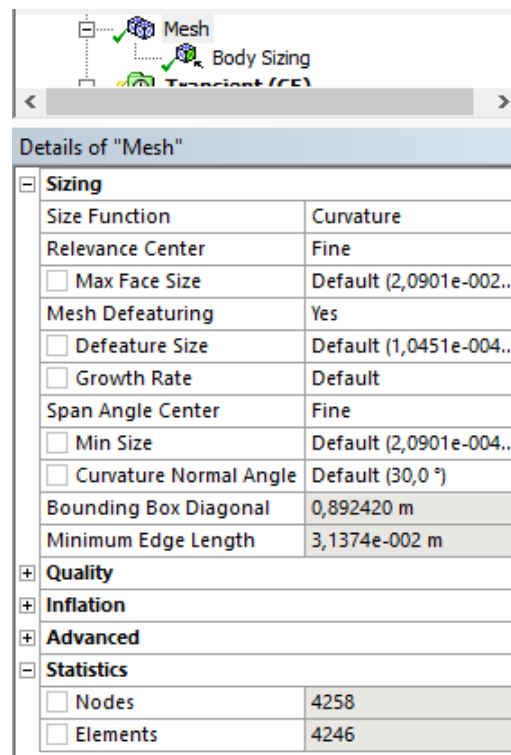 Mesh
Body Sizing
Transient (C5)
Details of "Mesh"
Sizing
Size Function Curvature
Relevance Center Fine
Max Face Size Default (2,0901e-002..
Mesh Defeaturing Yes
Defeature Size Default (1,0451e-004..
Growth Rate Default
Span Angle Center Fine
Min Size Default (2,0901e-004..
Curvature Normal Angle Default (30,0 °)
Bounding Box Diagonal 0,892420 m
Minimum Edge Length 3,1374e-002 m
Quality
Inflation
Advanced
Statistics
Nodes 4258
Elements 4246